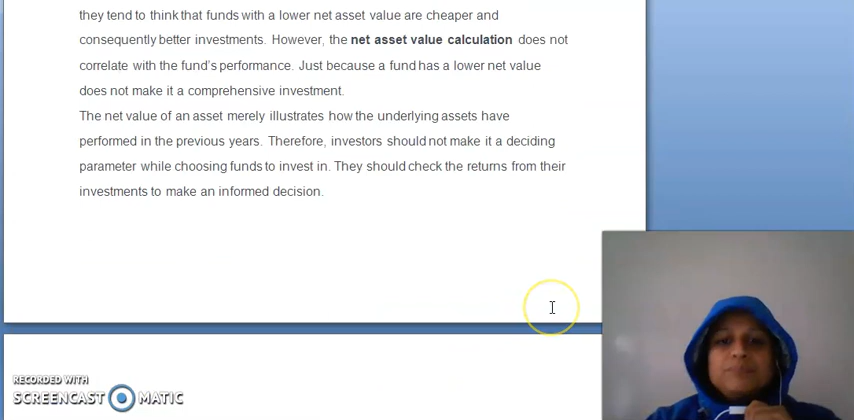 they tend to think that funds with a lower net asset value are cheaper and
consequently better investments. However, the net asset value calculation does not
correlate with the fund's performance. Just because a fund has a lower net value
does not make it a comprehensive investment.
The net value of an asset merely illustrates how the underlying assets have
performed in the previous years. Therefore, investors should not make it a deciding
parameter while choosing funds to invest in. They should check the returns from their
investments to make an informed decision.
RECORDED WITH
SCREENCAST MATIC